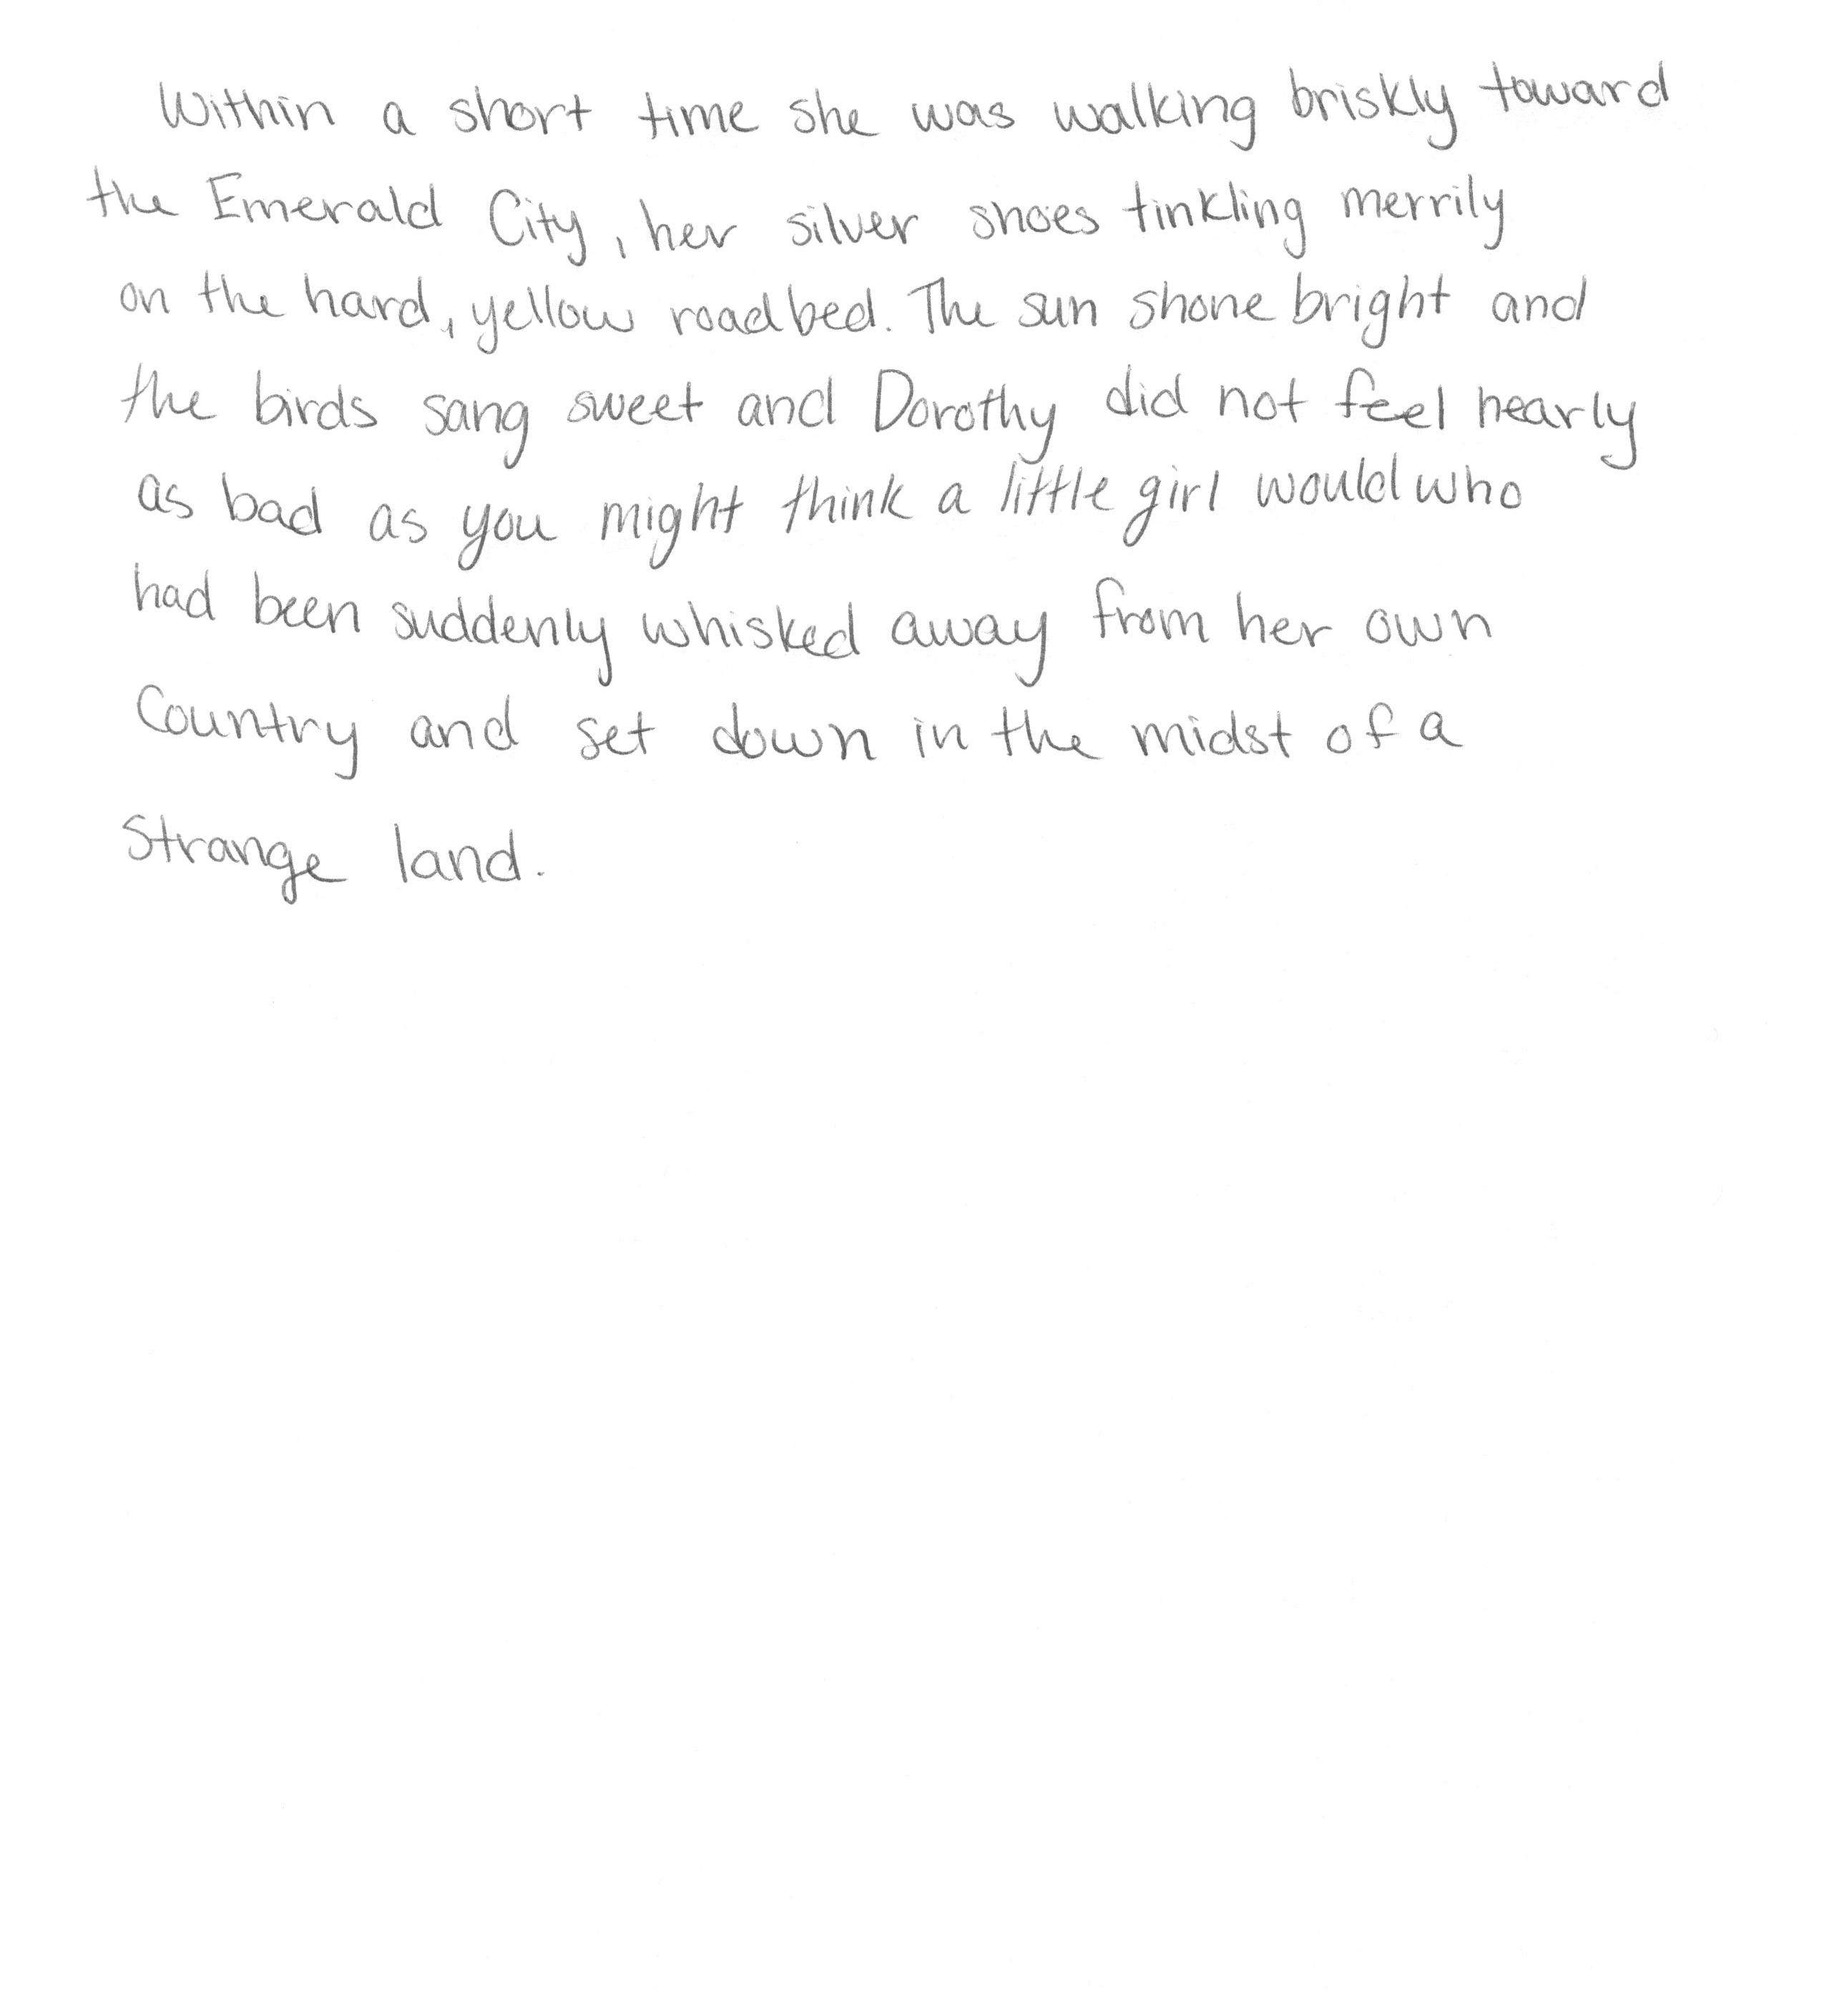 Within a short time she was walking briskly toward
the Emerald City, her silver shoes tinkling merrily
on the hard, yellow roadbed. The sun shone bright and
the birds sang sweet and Dorothy did not feel nearly
as bad as you might think a little girl would who
had been suddenly whisked away from her own
Country and set down in the midst of a
Strange land.